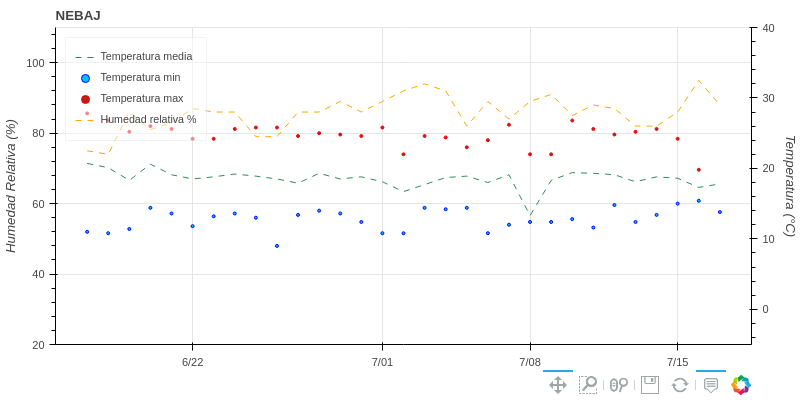 NEBAJ
Temperatura media
Temperatura min
Temperatura max
Humedad relativa %
Humedad Relativa (%)
100
80
60
40
20
40
30
20
10
0
Temperatura (°C)
6/22
7/01
7/08
7/15